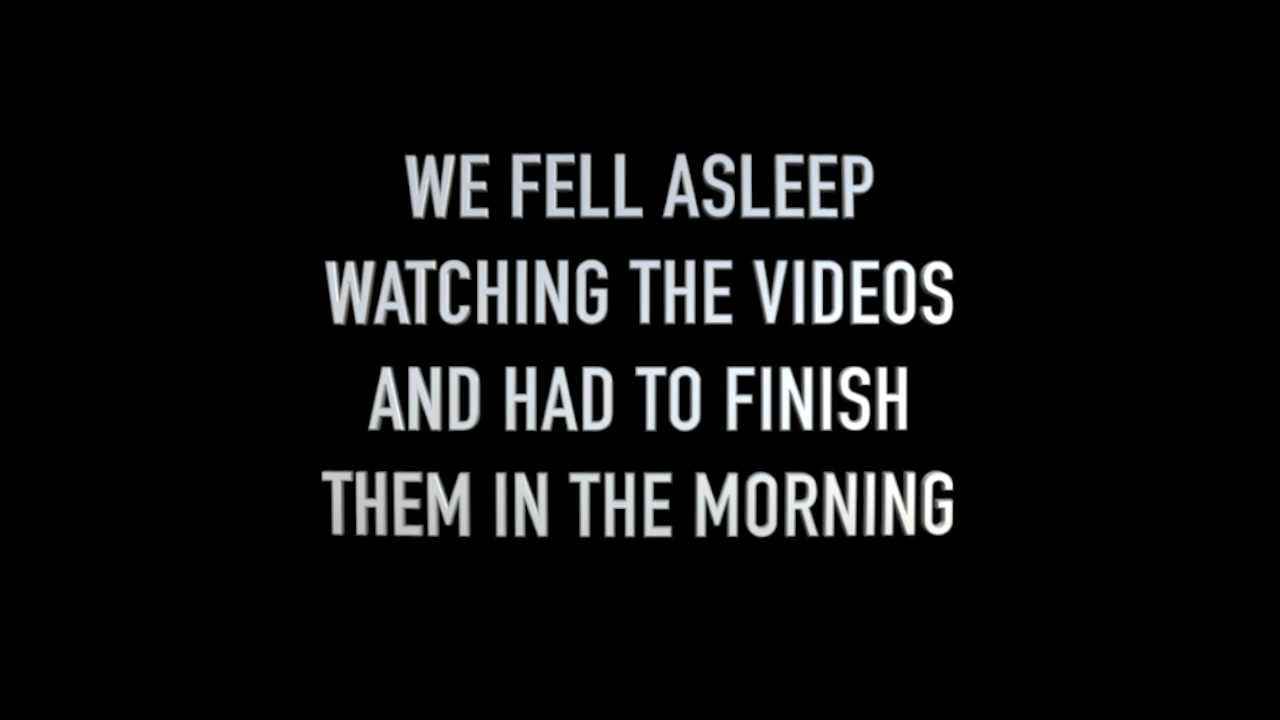 WE FELL ASLEEP
WATCHING THE VIDEOS
AND HAD TO FINISH
THEM IN THE MORNING